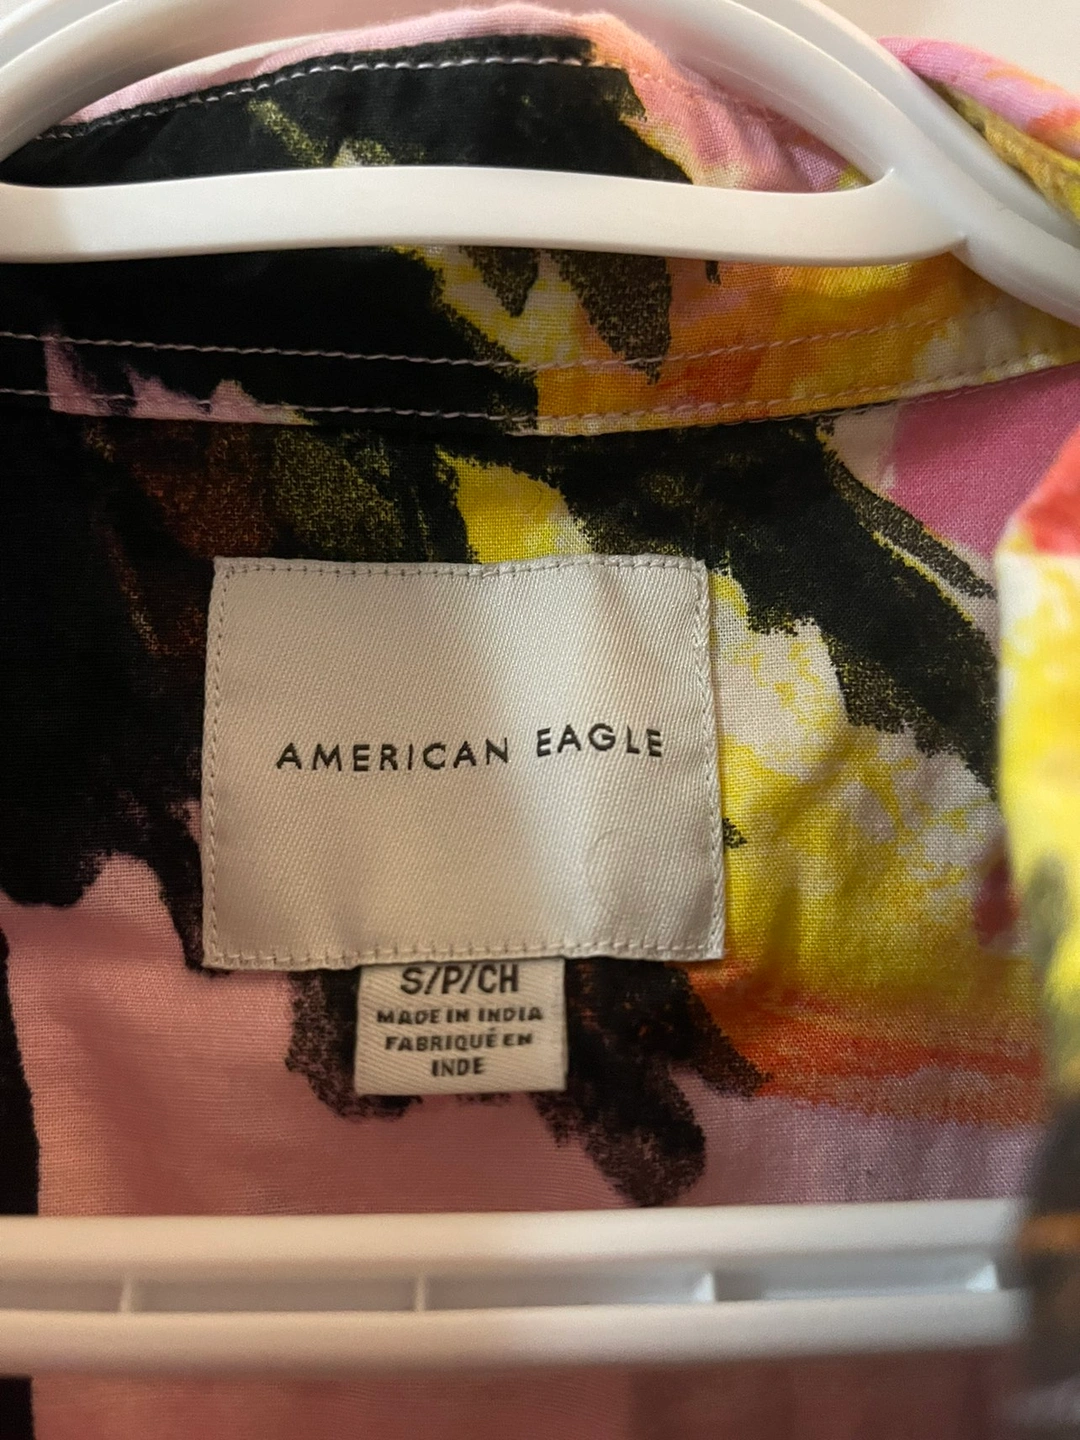 AMERICAN EAGLE
S/P/CH
MADE IN INDIA
FABRIQUÉ EN
INDE